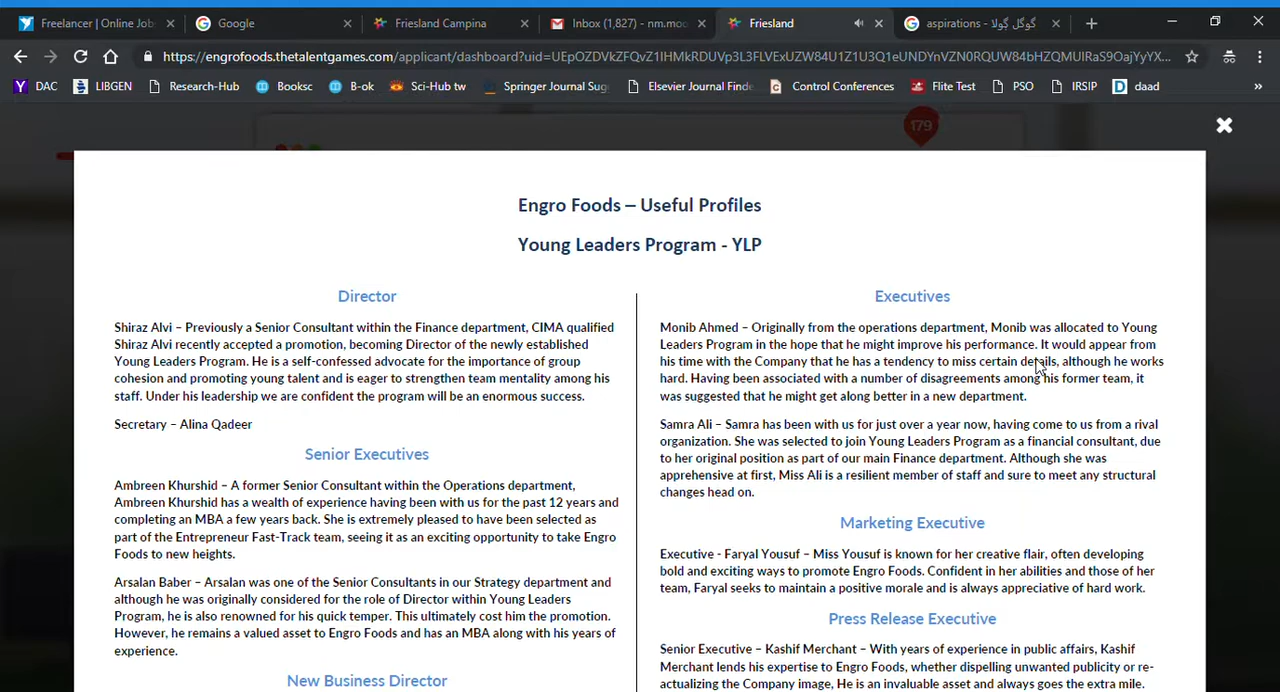 Freelancer | Online Job
Google
Friesland Campina
Inbox (1,827) - nm.mo
Friesland
aspirations - گوگل ڳولا
https://engrofoods.thetalentgames.com/applicant/dashboard?uid=UEpOZDVkZFQvZ1lHMkRDUVp3L3FLVExUZW84U1Z1U3Q1eUNDYnVZN0RQUW84bHZQMUlRaS9OajYyYX...
DAC
LIBGEN
Research-Hub
Booksc
B-ok
Sci-Hub tw
Springer Journal Sug
Elsevier Journal Finde
Control Conferences
Flite Test
PSO
IRSIP
daad
179
Engro Foods – Useful Profiles
Young Leaders Program - YLP
Director
Shiraz Alvi – Previously a Senior Consultant within the Finance department, CIMA qualified
Shiraz Alvi recently accepted a promotion, becoming Director of the newly established
Young Leaders Program. He is a self-confessed advocate for the importance of group
cohesion and promoting young talent and is eager to strengthen team mentality among his
staff. Under his leadership we are confident the program will be an enormous success.
Secretary – Alina Qadeer
Senior Executives
Ambreen Khurshid – A former Senior Consultant within the Operations department,
Ambreen Khurshid has a wealth of experience having been with us for the past 12 years and
completing an MBA a few years back. She is extremely pleased to have been selected as
part of the Entrepreneur Fast-Track team, seeing it as an exciting opportunity to take Engro
Foods to new heights.
Arsalan Baber – Arsalan was one of the Senior Consultants in our Strategy department and
although he was originally considered for the role of Director within Young Leaders
Program, he is also renowned for his quick temper. This ultimately cost him the promotion.
However, he remains a valued asset to Engro Foods and has an MBA along with his years of
experience.
New Business Director
Executives
Monib Ahmed – Originally from the operations department, Monib was allocated to Young
Leaders Program in the hope that he might improve his performance. It would appear from
his time with the Company that he has a tendency to miss certain details, although he works
hard. Having been associated with a number of disagreements among his former team, it
was suggested that he might get along better in a new department.
Samra Ali – Samra has been with us for just over a year now, having come to us from a rival
organization. She was selected to join Young Leaders Program as a financial consultant, due
to her original position as part of our main Finance department. Although she was
apprehensive at first, Miss Ali is a resilient member of staff and sure to meet any structural
changes head on.
Marketing Executive
Executive - Faryal Yousuf – Miss Yousuf is known for her creative flair, often developing
bold and exciting ways to promote Engro Foods. Confident in her abilities and those of her
team, Faryal seeks to maintain a positive morale and is always appreciative of hard work.
Press Release Executive
Senior Executive – Kashif Merchant – With years of experience in public affairs, Kashif
Merchant lends his expertise to Engro Foods, whether dispelling unwanted publicity or re-
actualizing the Company image, He is an invaluable asset and always goes the extra mile.